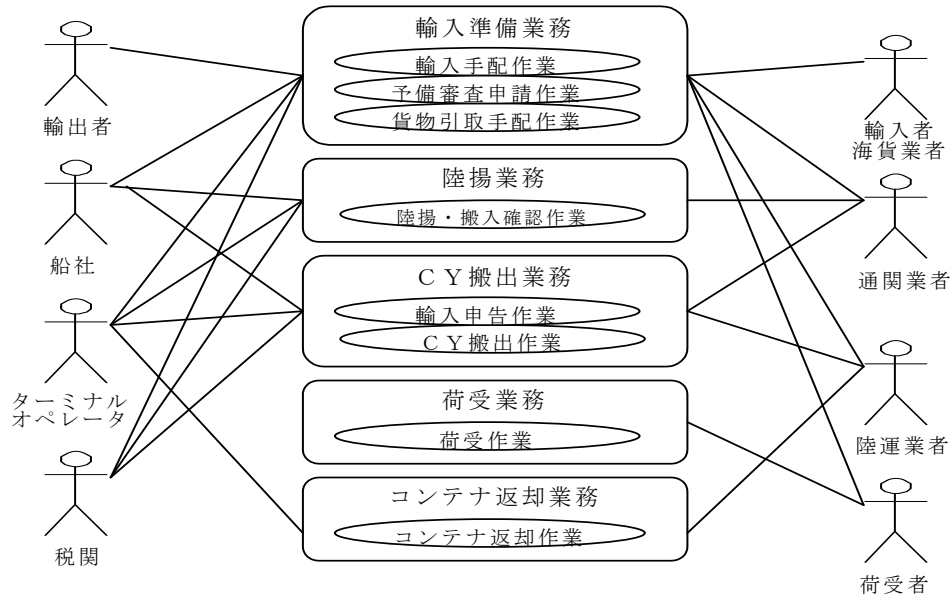 輸出者
船社
ターミナル
オペレータ
税関
輸入準備業務
輸入手配作業
予備審査申請作業
貨物引取手配作業
陸揚業務
陸揚・搬入確認作業
ＣＹ搬出業務
輸入申告作業
ＣＹ搬出作業
荷受業務
荷受作業
コンテナ返却業務
コンテナ返却作業
輸入者
海貨業者
通関業者
陸運業者
荷受者